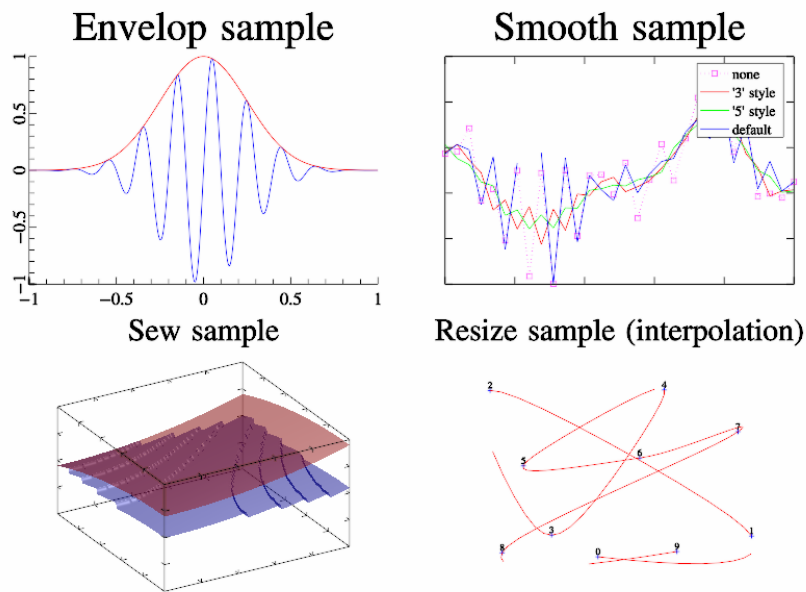 Envelop sample
Smooth sample
1
0.5
0
−0.5
−1
−1
−0.5
0
0.5
1
none
'3' style
'5' style
default
Sew sample
Resize sample (interpolation)
2
4
7
5
6
3
1
8
0
9